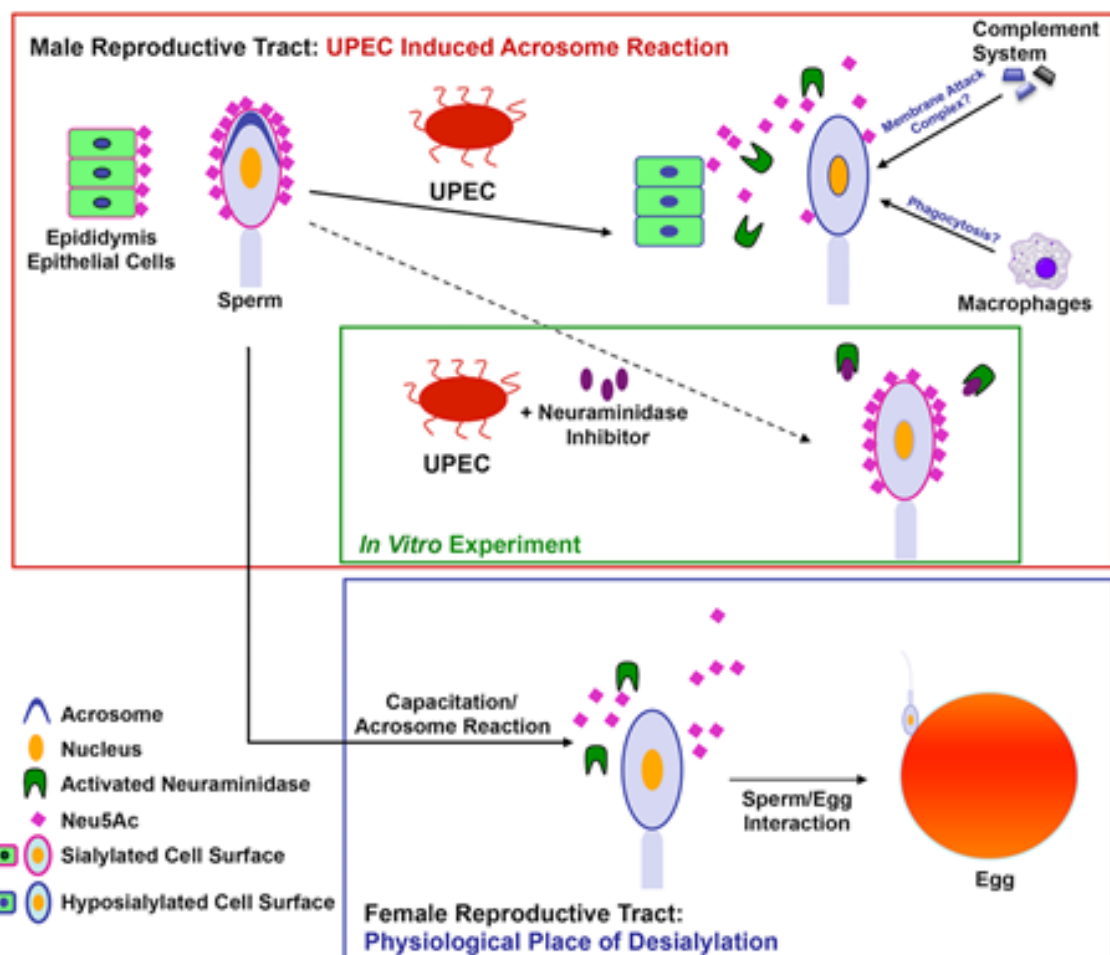 Male Reproductive Tract: UPEC Induced Acrosome Reaction
Complement
System
Membrane Attack
Complex?
UPEC
Phagocytosis?
Epididymis
Epithelial Cells
Sperm
Macrophages
+ Neuraminidase
Inhibitor
UPEC
In Vitro Experiment
Capacitation/
Acrosome Reaction
Sperm/Egg
Interaction
Egg
Acrosome
Nucleus
Activated Neuraminidase
Neu5Ac
Sialylated Cell Surface
Hyposialylated Cell Surface
Female Reproductive Tract:
Physiological Place of Desialylation